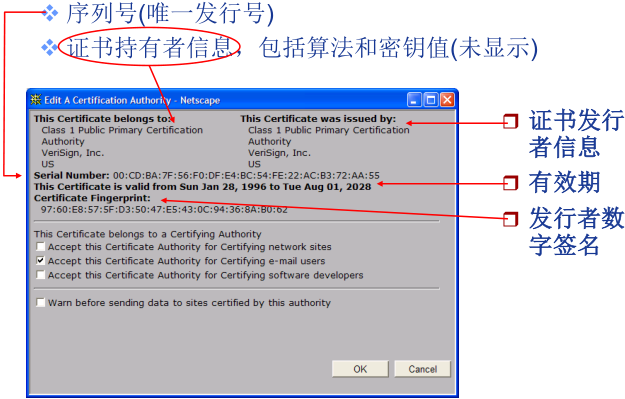 序列号(唯一发行号)
证书持有者信息，包括算法和密钥值(未显示)
Edit A Certification Authority - Netscape
This Certificate belongs to:
Class 1 Public Primary Certification
Authority
VeriSign, Inc.
US
This Certificate was issued by:
Class 1 Public Primary Certification
Authority
VeriSign, Inc.
US
Serial Number: 00:CD:BA:7F:56:F0:DF:E4:BC:54:FE:22:AC:B3:72:AA:55
This Certificate is valid from Sun Jan 28, 1996 to Tue Aug 01, 2028
Certificate Fingerprint:
97:60:E8:57:5F:D3:50:47:E5:43:0C:94:36:8A:B0:62
This Certificate belongs to a Certifying Authority
Accept this Certificate Authority for Certifying network sites
Accept this Certificate Authority for Certifying e-mail users
Accept this Certificate Authority for Certifying software developers
Warn before sending data to sites certified by this authority
OK
Cancel
证书发行
者信息
有效期
发行者数
字签名